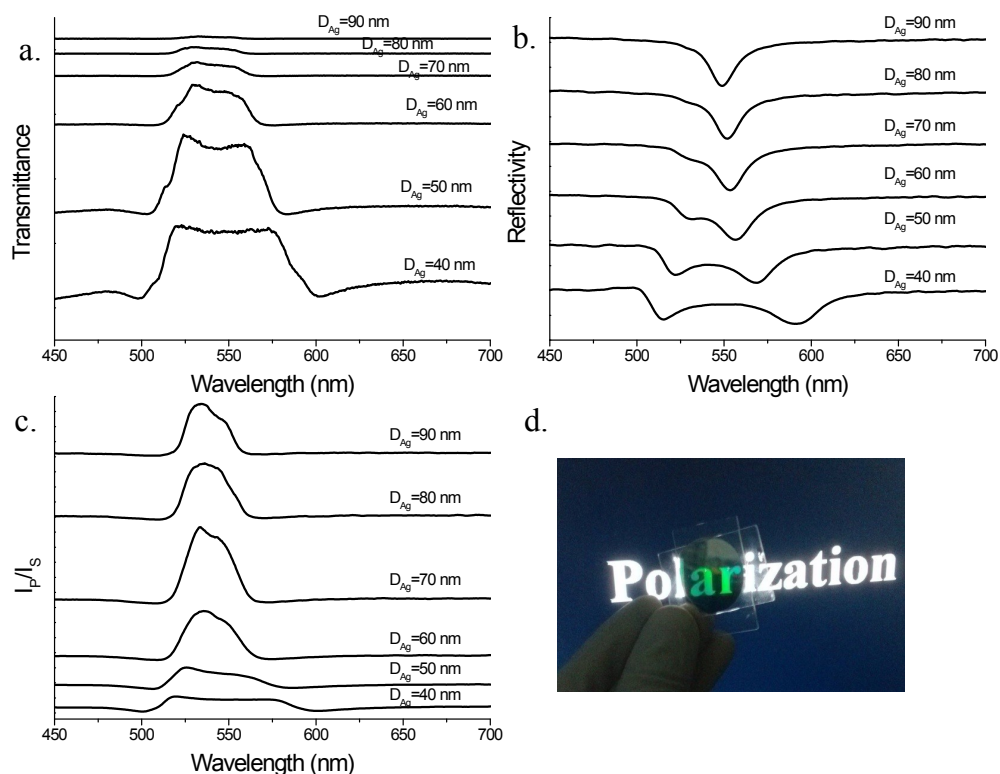 a.
D_Ag=90 nm
D_Ag=80 nm
D_Ag=70 nm
D_Ag=60 nm
D_Ag=50 nm
D_Ag=40 nm
Transmittance
450 500 550 600 650 700
Wavelength (nm)
b.
D_Ag=90 nm
D_Ag=80 nm
D_Ag=70 nm
D_Ag=60 nm
D_Ag=50 nm
D_Ag=40 nm
Reflectivity
450 500 550 600 650 700
Wavelength (nm)
c.
D_Ag=90 nm
D_Ag=80 nm
D_Ag=70 nm
D_Ag=60 nm
D_Ag=50 nm
D_Ag=40 nm
I_P/I_S
450 500 550 600 650 700
Wavelength (nm)
d.
Polarization